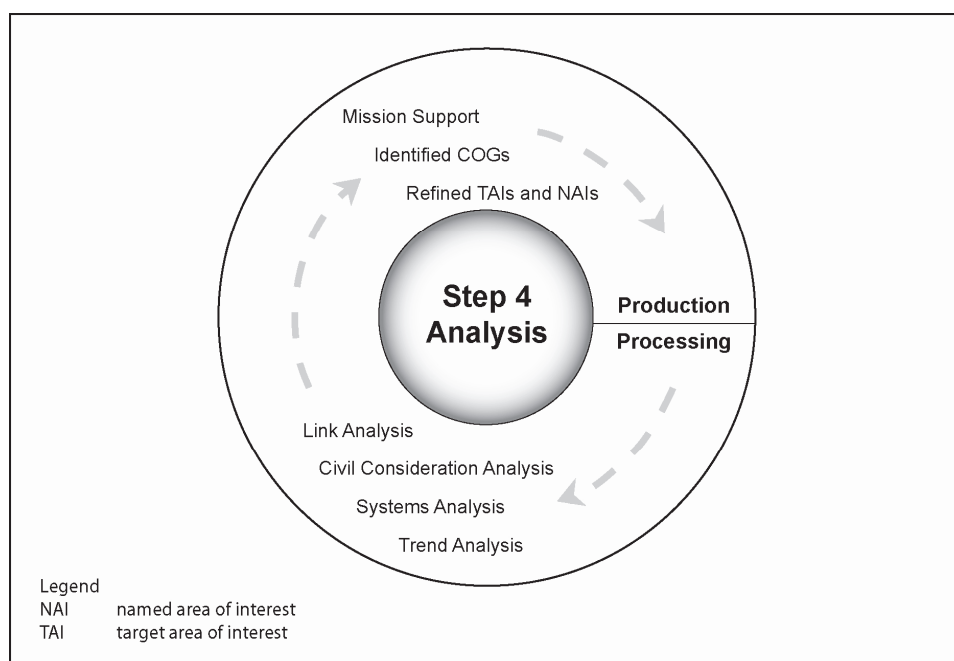 Mission Support
Identified COGs
Refined TAIs and NAIs
Step 4
Analysis
Production
Processing
Link Analysis
Civil Consideration Analysis
Systems Analysis
Trend Analysis
Legend
NAI named area of interest
TAI target area of interest